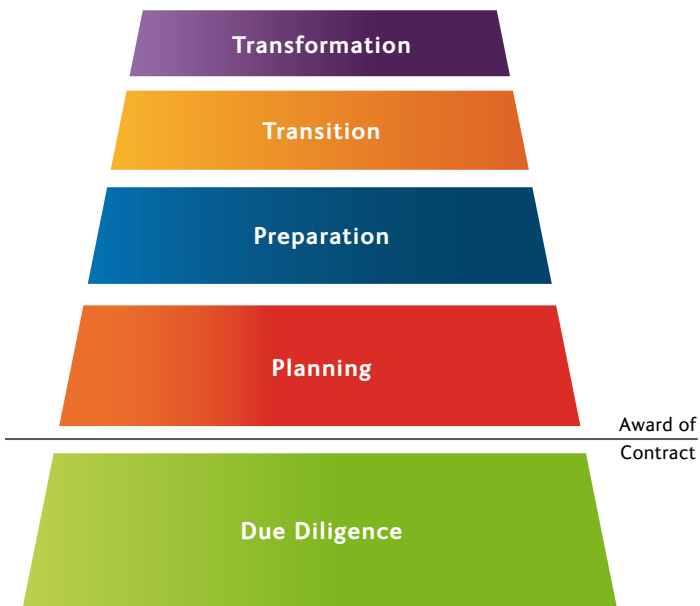 Transformation
Transition
Preparation
Planning
Award of
Contract
Due Diligence